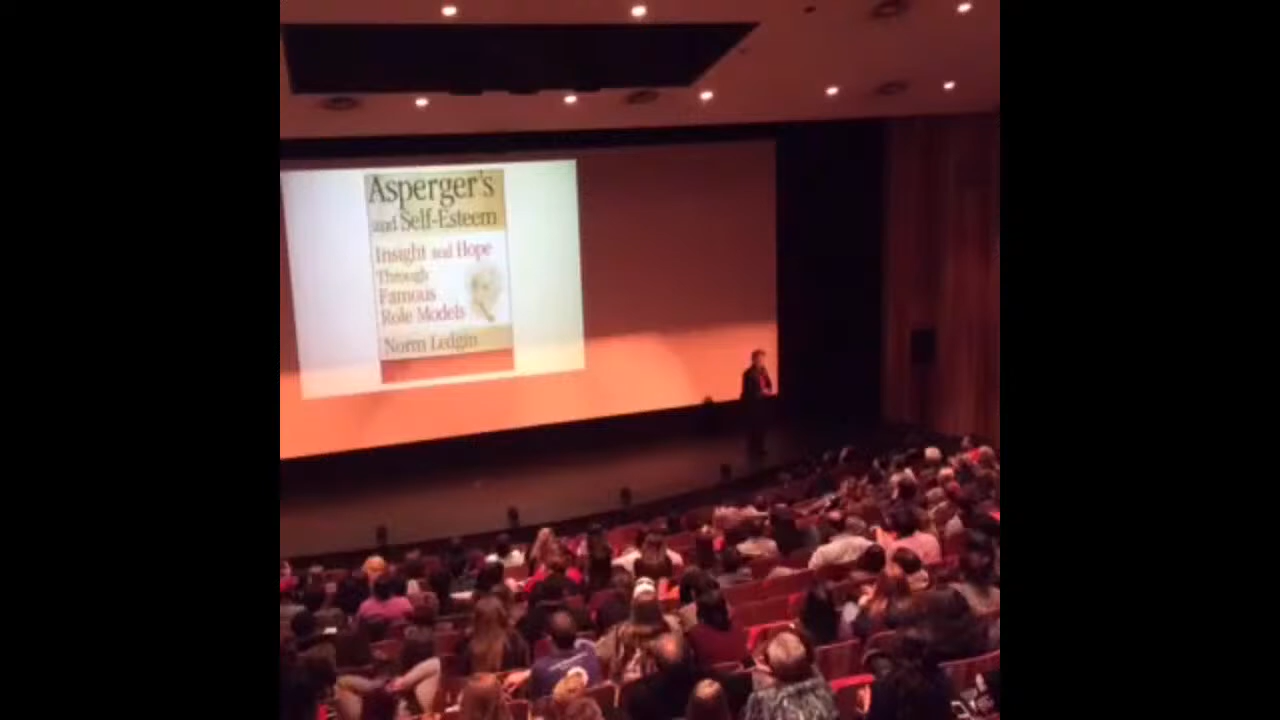 Asperger's
and Self-Esteem
Insight and Hope
Through
Famous
Role Models
Norm Ledgin